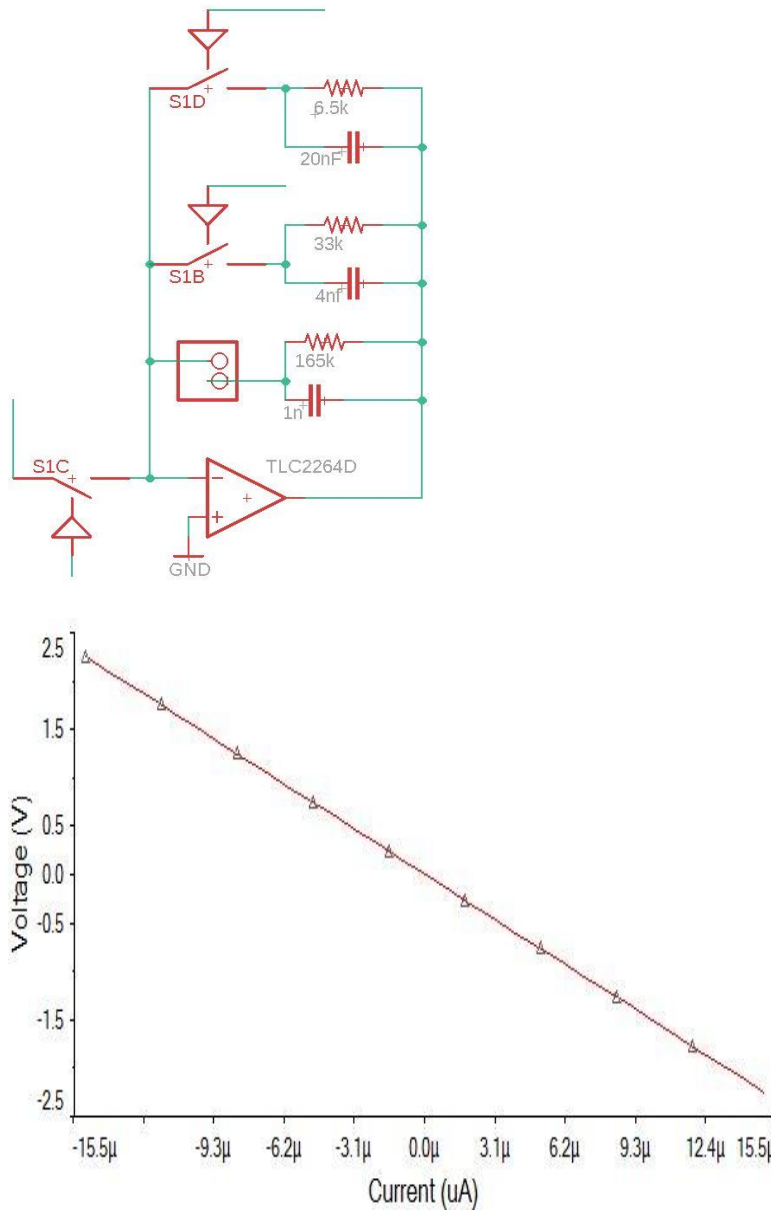 S1D
6.5k
20nF
S1B
33k
4nf
165k
1n
S1C
TLC2264D
GND
2.5
1.5
0.5
0.0
-0.5
-1.5
-2.5
Voltage (V)
-15.5µ -9.3µ -6.2µ -3.1µ 0.0µ 3.1µ 6.2µ 9.3µ 12.4µ 15.5µ
Current (uA)